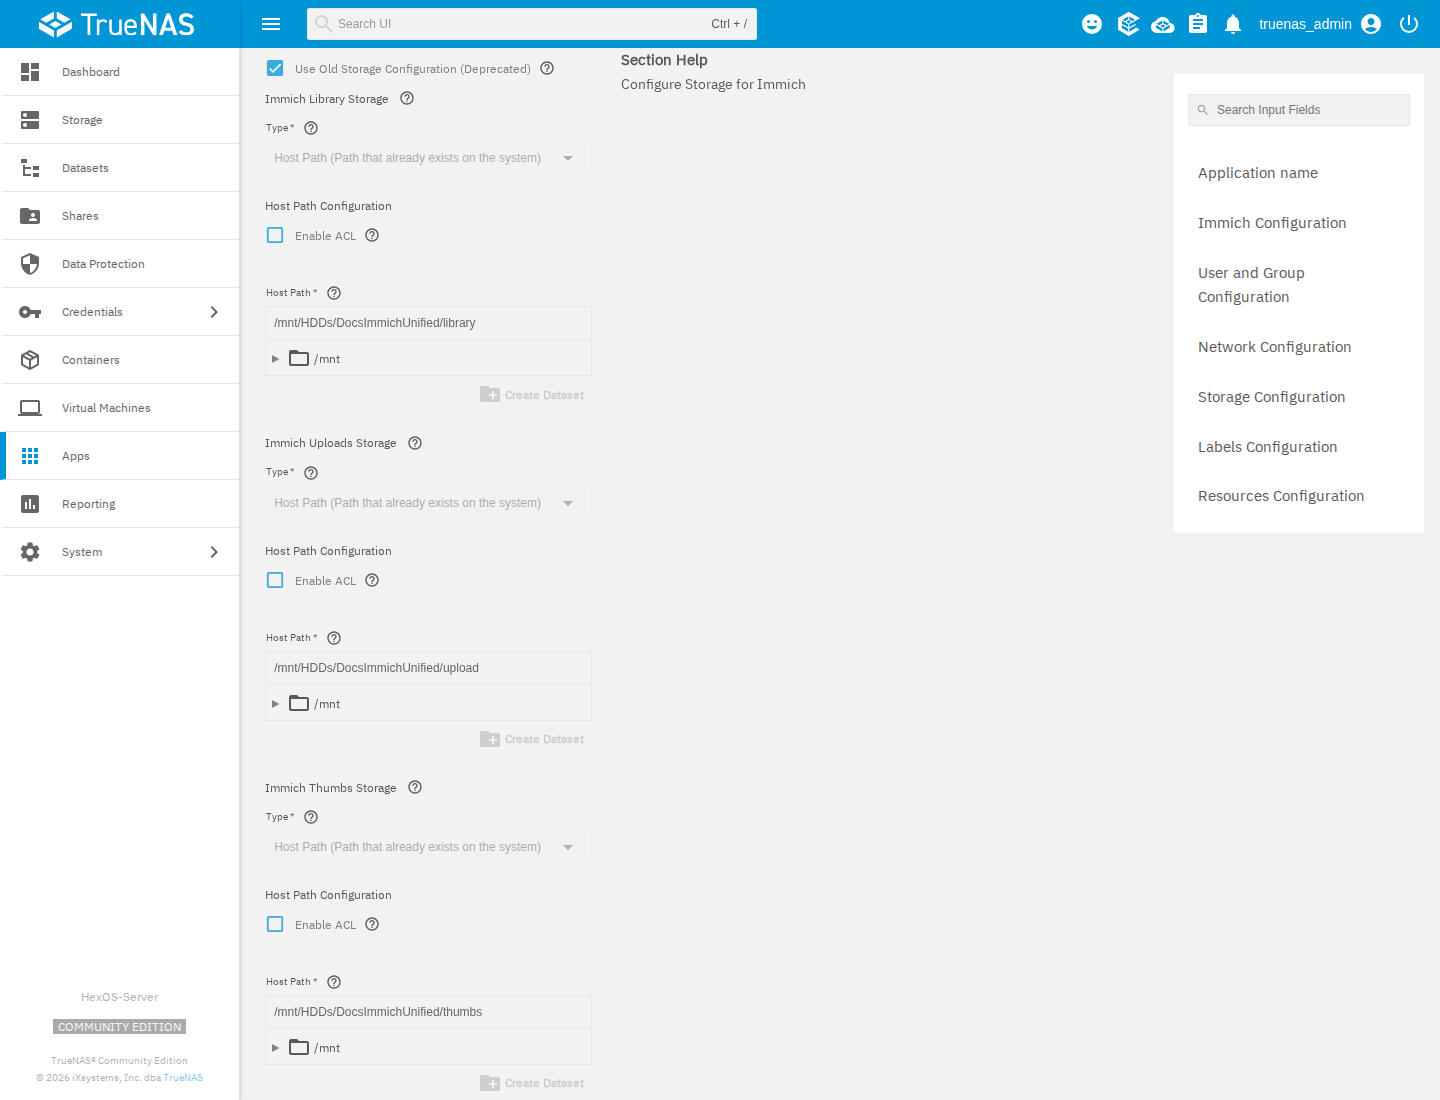 TrueNAS
Search UI
Ctrl + /
truenas_admin
Dashboard
Storage
Datasets
Shares
Data Protection
Credentials
Containers
Virtual Machines
Apps
Reporting
System
HexOS-Server
COMMUNITY EDITION
TrueNAS® Community Edition
© 2026 iXsystems, Inc. dba TrueNAS
Use Old Storage Configuration (Deprecated)
Immich Library Storage
Type *
Host Path (Path that already exists on the system)
Host Path Configuration
Enable ACL
Host Path *
/mnt/HDDs/DocsImmichUnified/library
/mnt
Create Dataset
Immich Uploads Storage
Type *
Host Path (Path that already exists on the system)
Host Path Configuration
Enable ACL
Host Path *
/mnt/HDDs/DocsImmichUnified/upload
/mnt
Create Dataset
Immich Thumbs Storage
Type *
Host Path (Path that already exists on the system)
Host Path Configuration
Enable ACL
Host Path *
/mnt/HDDs/DocsImmichUnified/thumbs
/mnt
Create Dataset
Section Help
Configure Storage for Immich
Search Input Fields
Application name
Immich Configuration
User and Group
Configuration
Network Configuration
Storage Configuration
Labels Configuration
Resources Configuration